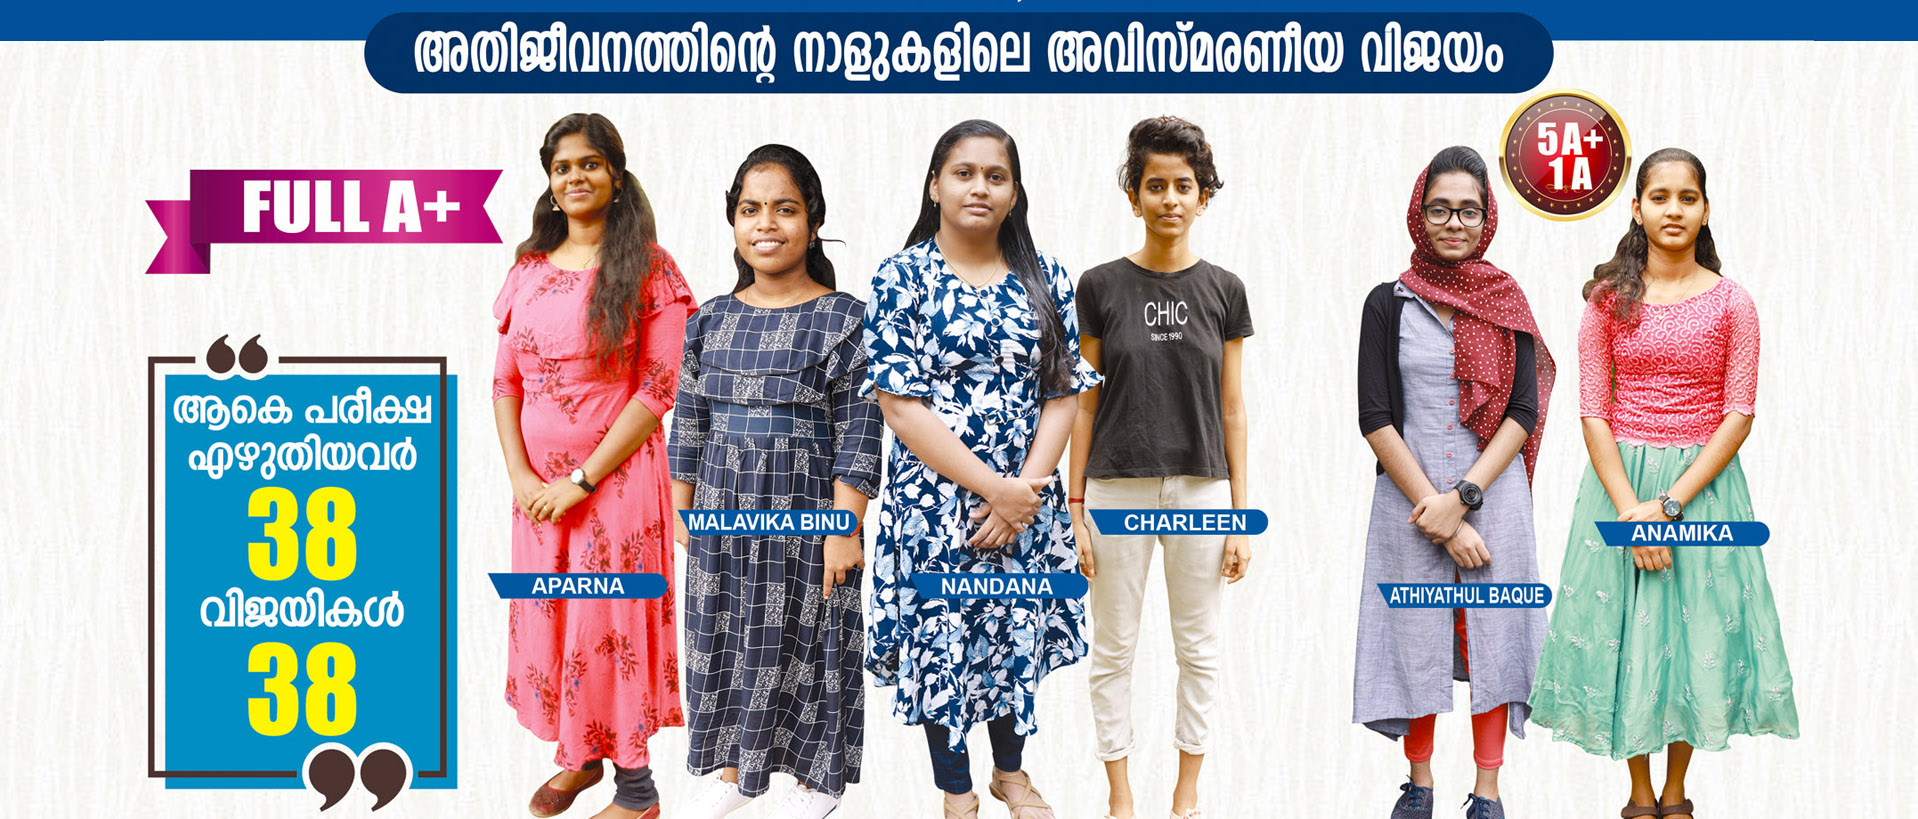 അതിജീവനത്തിന്റെ നാളുകളിലെ അവിസ്മരണീയ വിജയം
FULL A+
5A+
1A
ആകെ പരീക്ഷ
എഴുതിയവർ
38
വിജയികൾ
38
CHIC
SINCE 1990
MALAVIKA BINU
CHARLEEN
ANAMIKA
APARNA
NANDANA
ATHIYATHUL BAQUE